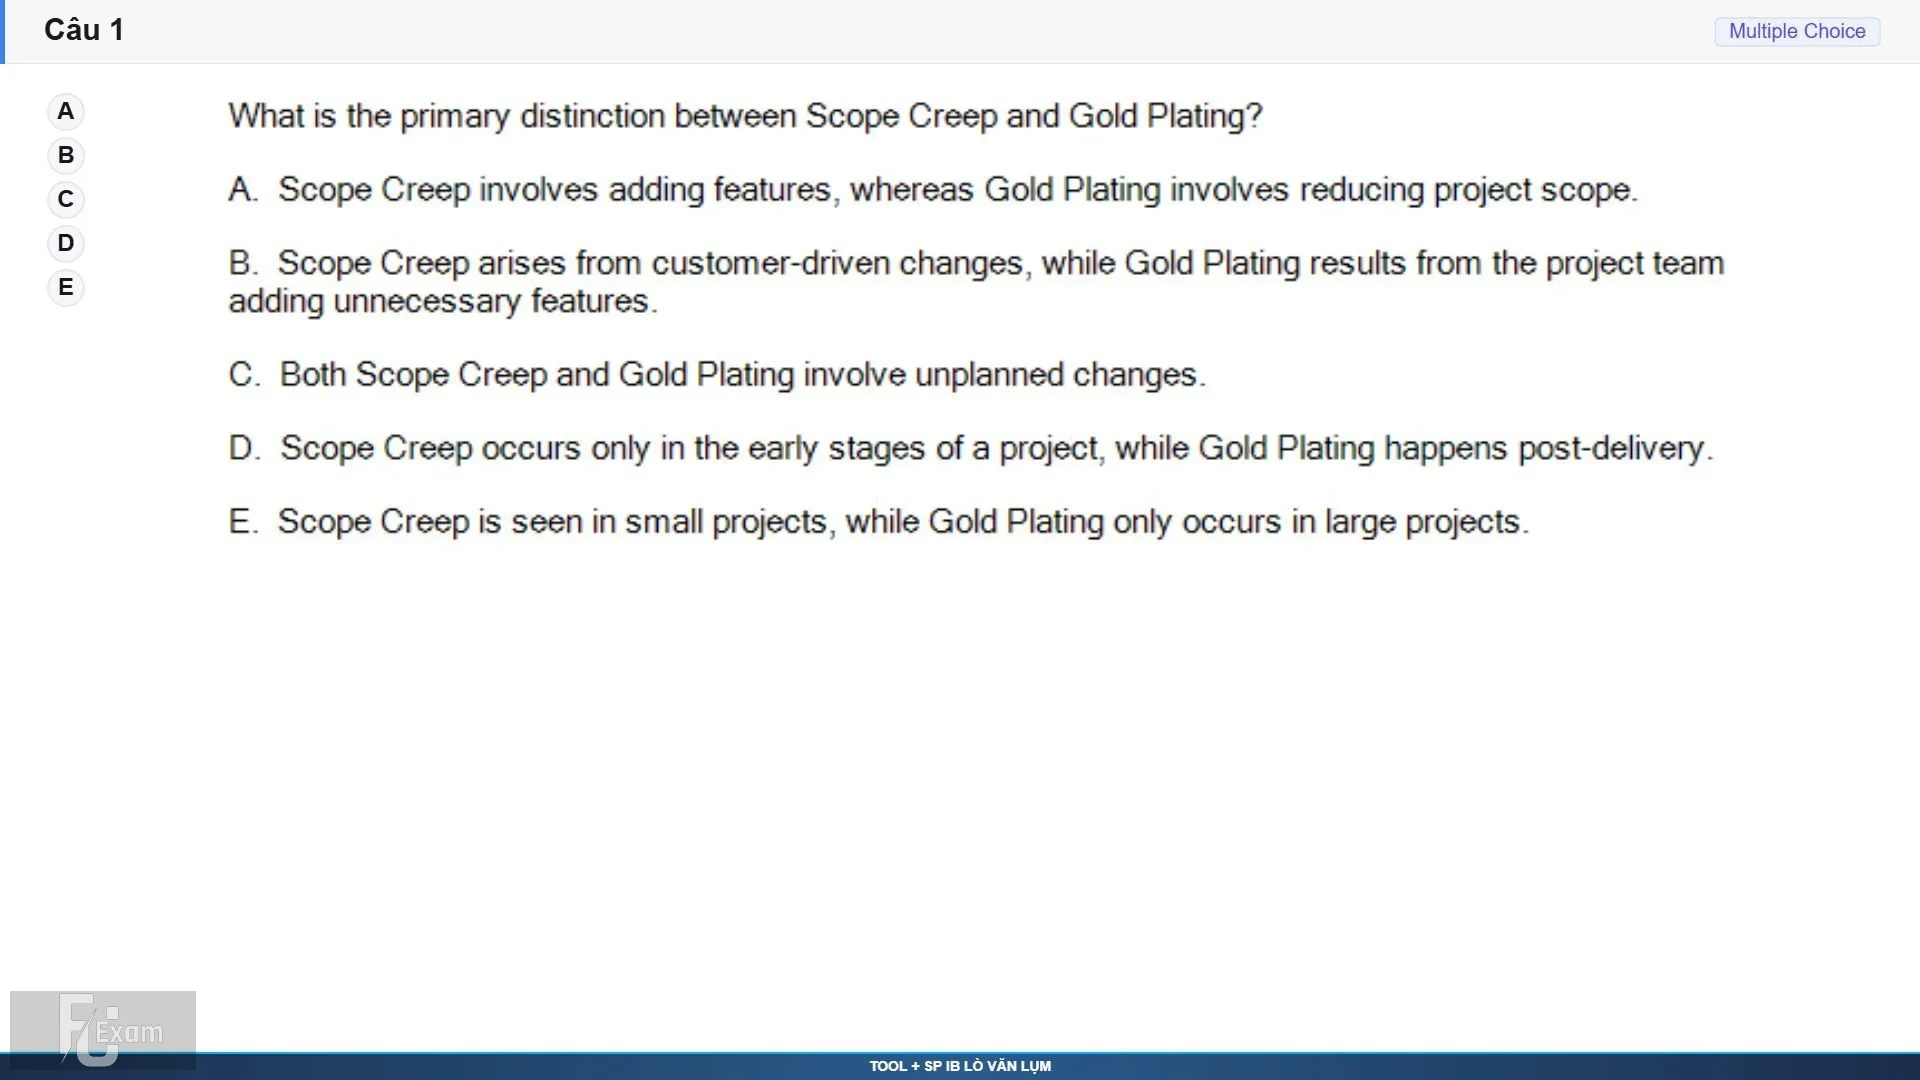 Câu 1
Multiple Choice
A
B
C
D
E
What is the primary distinction between Scope Creep and Gold Plating?
A. Scope Creep involves adding features, whereas Gold Plating involves reducing project scope.
B. Scope Creep arises from customer-driven changes, while Gold Plating results from the project team
adding unnecessary features.
C. Both Scope Creep and Gold Plating involve unplanned changes.
D. Scope Creep occurs only in the early stages of a project, while Gold Plating happens post-delivery.
E. Scope Creep is seen in small projects, while Gold Plating only occurs in large projects.
FU Exam
TOOL + SP IB LÒ VĂN LỤM